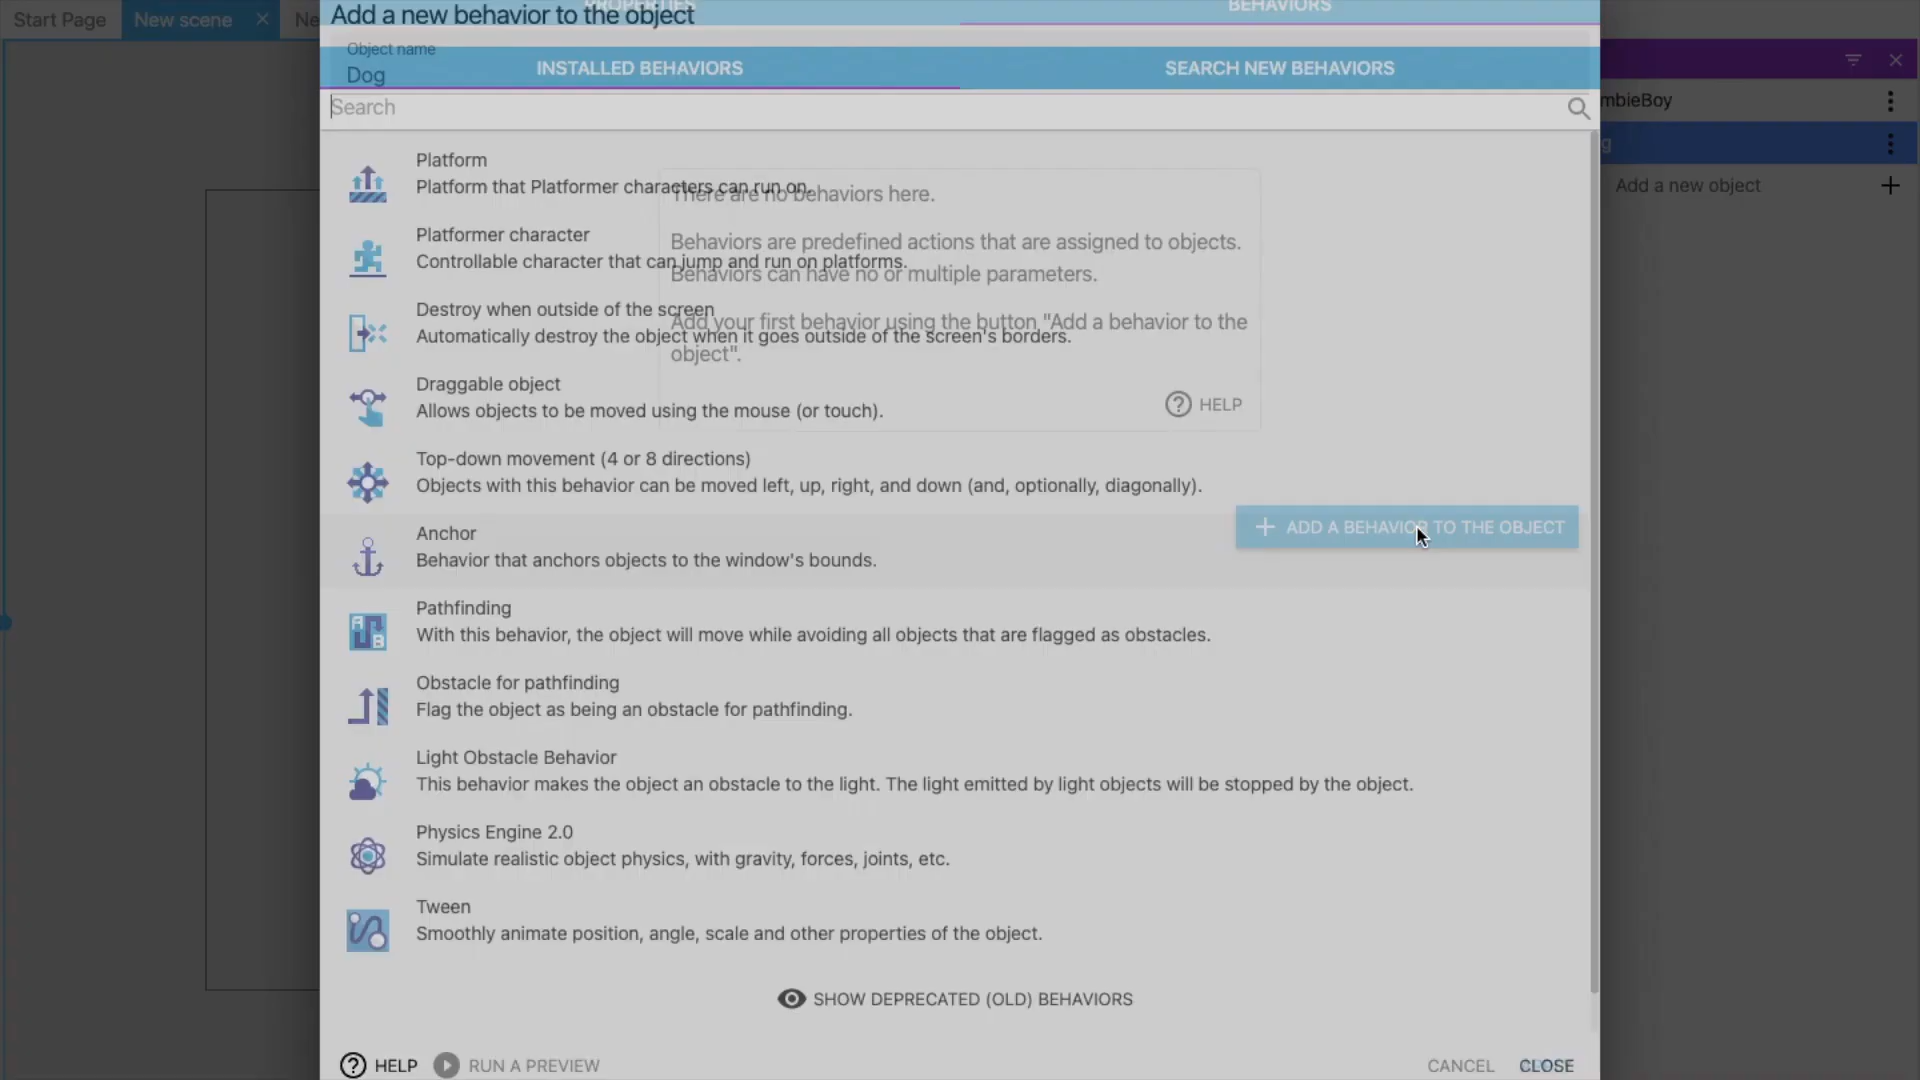 Start Page
New scene
Ne
PROPERTIES
BEHAVIORS
Add a new behavior to the object
Object name
Dog
INSTALLED BEHAVIORS
SEARCH NEW BEHAVIORS
Search
mbieBoy
g
Add a new object
Platform
Platform that Platformer characters can run on.
There are no behaviors here.
Platformer character
Controllable character that can jump and run on platforms.
Behaviors are predefined actions that are assigned to objects.
Behaviors can have no or multiple parameters.
Destroy when outside of the screen
Automatically destroy the object when it goes outside of the screen's borders.
Add your first behavior using the button "Add a behavior to the
object".
Draggable object
Allows objects to be moved using the mouse (or touch).
HELP
Top-down movement (4 or 8 directions)
Objects with this behavior can be moved left, up, right, and down (and, optionally, diagonally).
ADD A BEHAVIOR TO THE OBJECT
Anchor
Behavior that anchors objects to the window's bounds.
Pathfinding
With this behavior, the object will move while avoiding all objects that are flagged as obstacles.
Obstacle for pathfinding
Flag the object as being an obstacle for pathfinding.
Light Obstacle Behavior
This behavior makes the object an obstacle to the light. The light emitted by light objects will be stopped by the object.
Physics Engine 2.0
Simulate realistic object physics, with gravity, forces, joints, etc.
Tween
Smoothly animate position, angle, scale and other properties of the object.
SHOW DEPRECATED (OLD) BEHAVIORS
HELP
RUN A PREVIEW
CANCEL
CLOSE